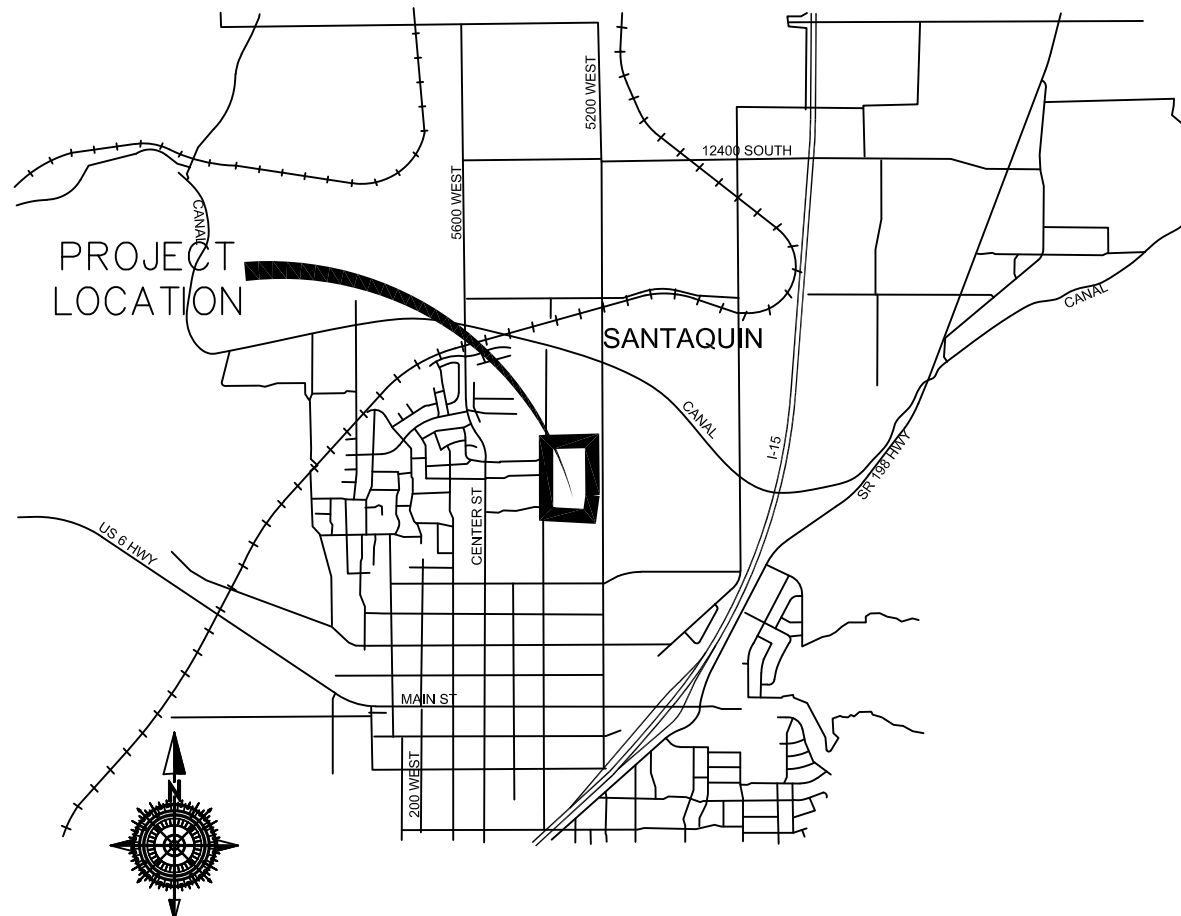 5200 WEST
12400 SOUTH
5600 WEST
CANAL
PROJECT
LOCATION
CANAL
SANTAQUIN
CANAL
I-15
SR 198 HWY
CENTER ST
US 6 HWY
MAIN ST
200 WEST
N